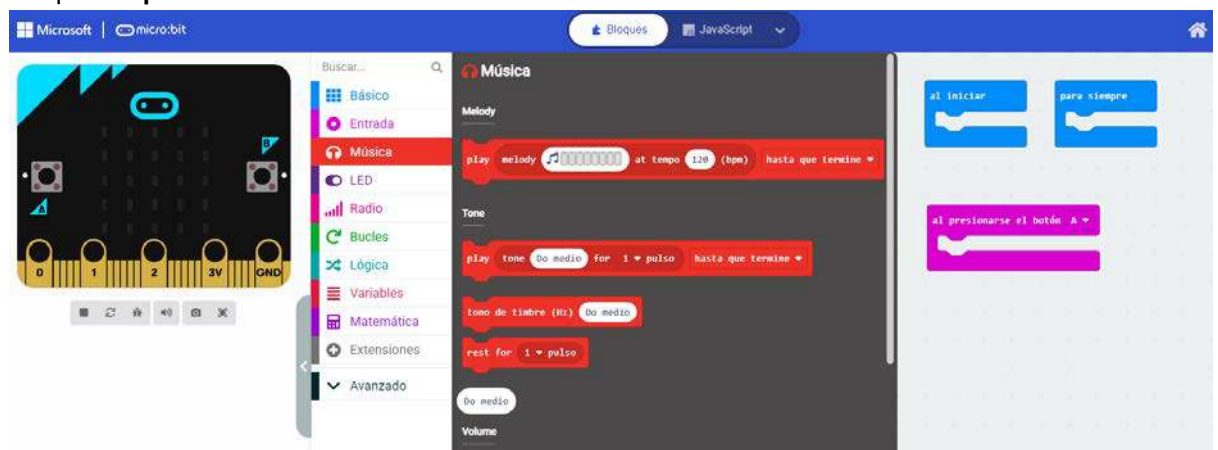 Microsoft | micro:bit
Bloques
JavaScript
B
A
0 1 2 3V GND
Buscar...
Básico
Entrada
Música
LED
Radio
Bucles
Lógica
Variables
Matemática
Extensiones
Avanzado
Música
Melody
play melody at tempo 120 (bpm) hasta que termine
Tone
play tone Do medio for 1 pulso hasta que termine
tono de timbre (Hz) Do medio
rest for 1 pulso
Do medio
Volume
al iniciar
para siempre
al presionarse el botón A